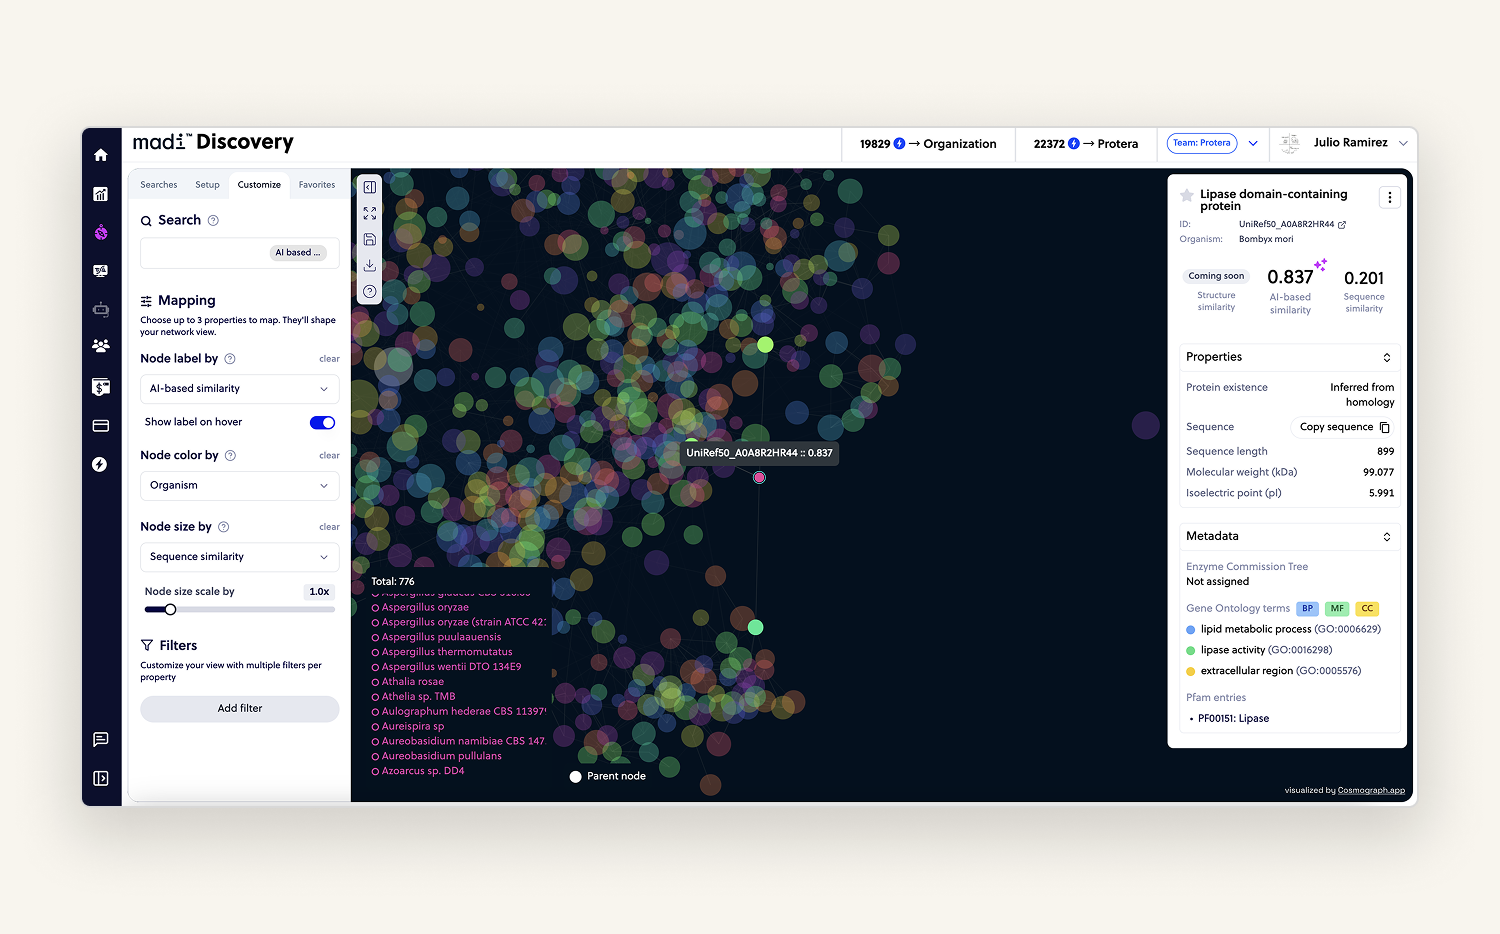 madi™ Discovery
19829 → Organization
22372 → Protera
Team: Protera
Julio Ramirez
Searches
Setup
Customize
Favorites
Search
AI based ...
Mapping
Choose up to 3 properties to map. They'll shape
your network view.
Node label by
clear
AI-based similarity
Show label on hover
Node color by
clear
Organism
Node size by
clear
Sequence similarity
Node size scale by
1.0x
Filters
Customize your view with multiple filters per
property
Add filter
UniRef50_A0A8R2HR44 :: 0.837
Total: 776
Aspergillus glaucus CBS 516.65
Aspergillus oryzae
Aspergillus oryzae (strain ATCC 42
Aspergillus puulaauensis
Aspergillus thermomutatus
Aspergillus wentii DTO 134E9
Athalia rosae
Athelia sp. TMB
Aulographum hederae CBS 11397
Aureispira sp
Aureobasidium namibiae CBS 147
Aureobasidium pullulans
Azoarcus sp. DD4
Parent node
Lipase domain-containing
protein
ID:
UniRef50_A0A8R2HR44
Organism:
Bombyx mori
Coming soon
Structure
similarity
0.837
AI-based
similarity
0.201
Sequence
similarity
Properties
Protein existence
Inferred from
homology
Sequence
Copy sequence
Sequence length
899
Molecular weight (kDa)
99.077
Isoelectric point (pI)
5.991
Metadata
Enzyme Commission Tree
Not assigned
Gene Ontology terms
BP
MF
CC
lipid metabolic process (GO:0006629)
lipase activity (GO:0016298)
extracellular region (GO:0005576)
Pfam entries
• PF00151: Lipase
visualized by Cosmograph.app